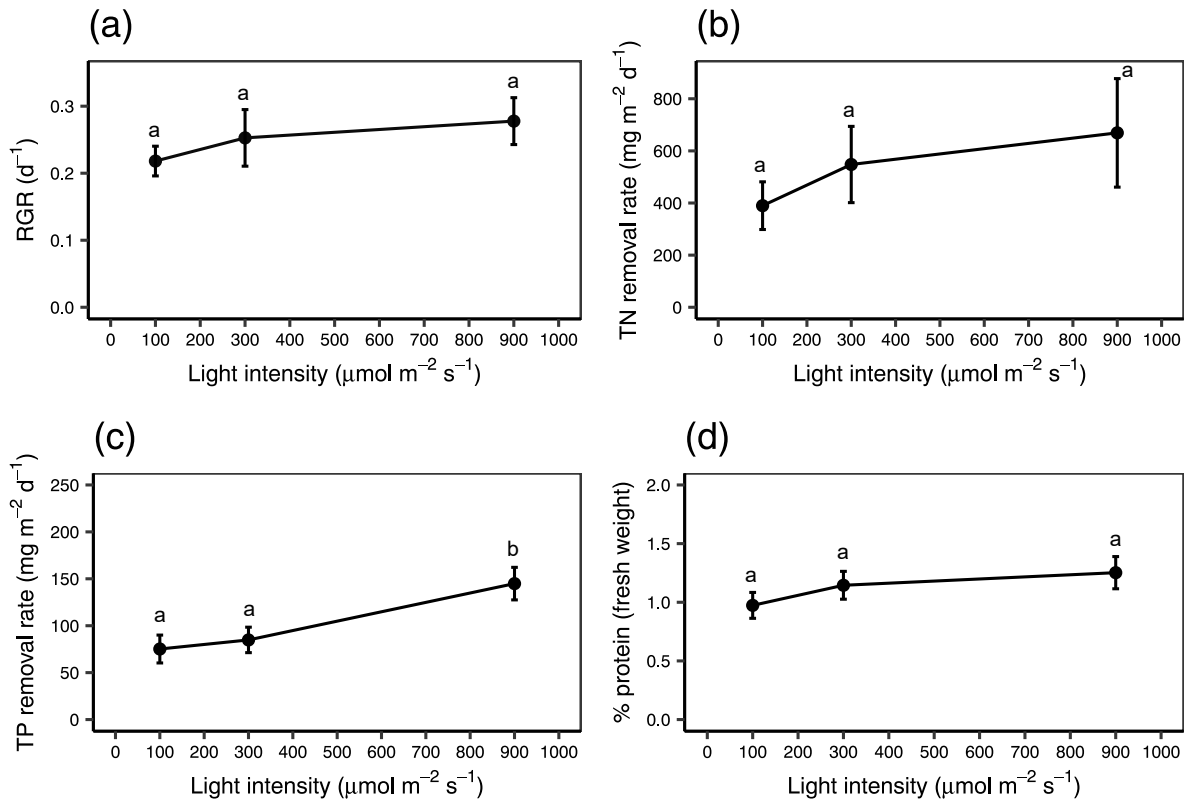 (a)
RGR (d⁻¹)
0.3
0.2
0.1
0.0
a
a
a
0 100 200 300 400 500 600 700 800 900 1000
Light intensity (μmol m⁻² s⁻¹)
(b)
TN removal rate (mg m⁻² d⁻¹)
800
600
400
200
0
a
a
a
0 100 200 300 400 500 600 700 800 900 1000
Light intensity (μmol m⁻² s⁻¹)
(c)
TP removal rate (mg m⁻² d⁻¹)
250
200
150
100
50
0
a
a
b
0 100 200 300 400 500 600 700 800 900 1000
Light intensity (μmol m⁻² s⁻¹)
(d)
% protein (fresh weight)
2.0
1.5
1.0
0.5
0.0
a
a
a
0 100 200 300 400 500 600 700 800 900 1000
Light intensity (μmol m⁻² s⁻¹)